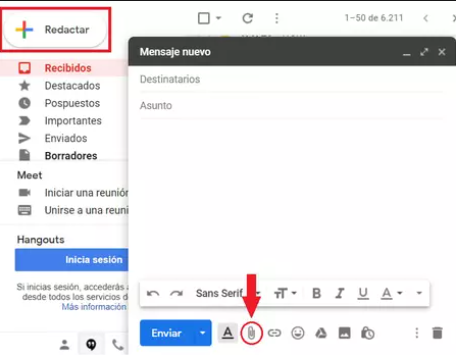 Redactar
1–50 de 6.211
Mensaje nuevo
Recibidos
Destinatarios
Destacados
Pospuestos
Asunto
Importantes
Enviados
Borradores
Meet
Iniciar una reunión
Unirse a una reuni
Hangouts
Inicia sesión
Si inicias sesión, accederás
desde todos los servicios de
Más información
Sans Serif
B I U A
Enviar
A